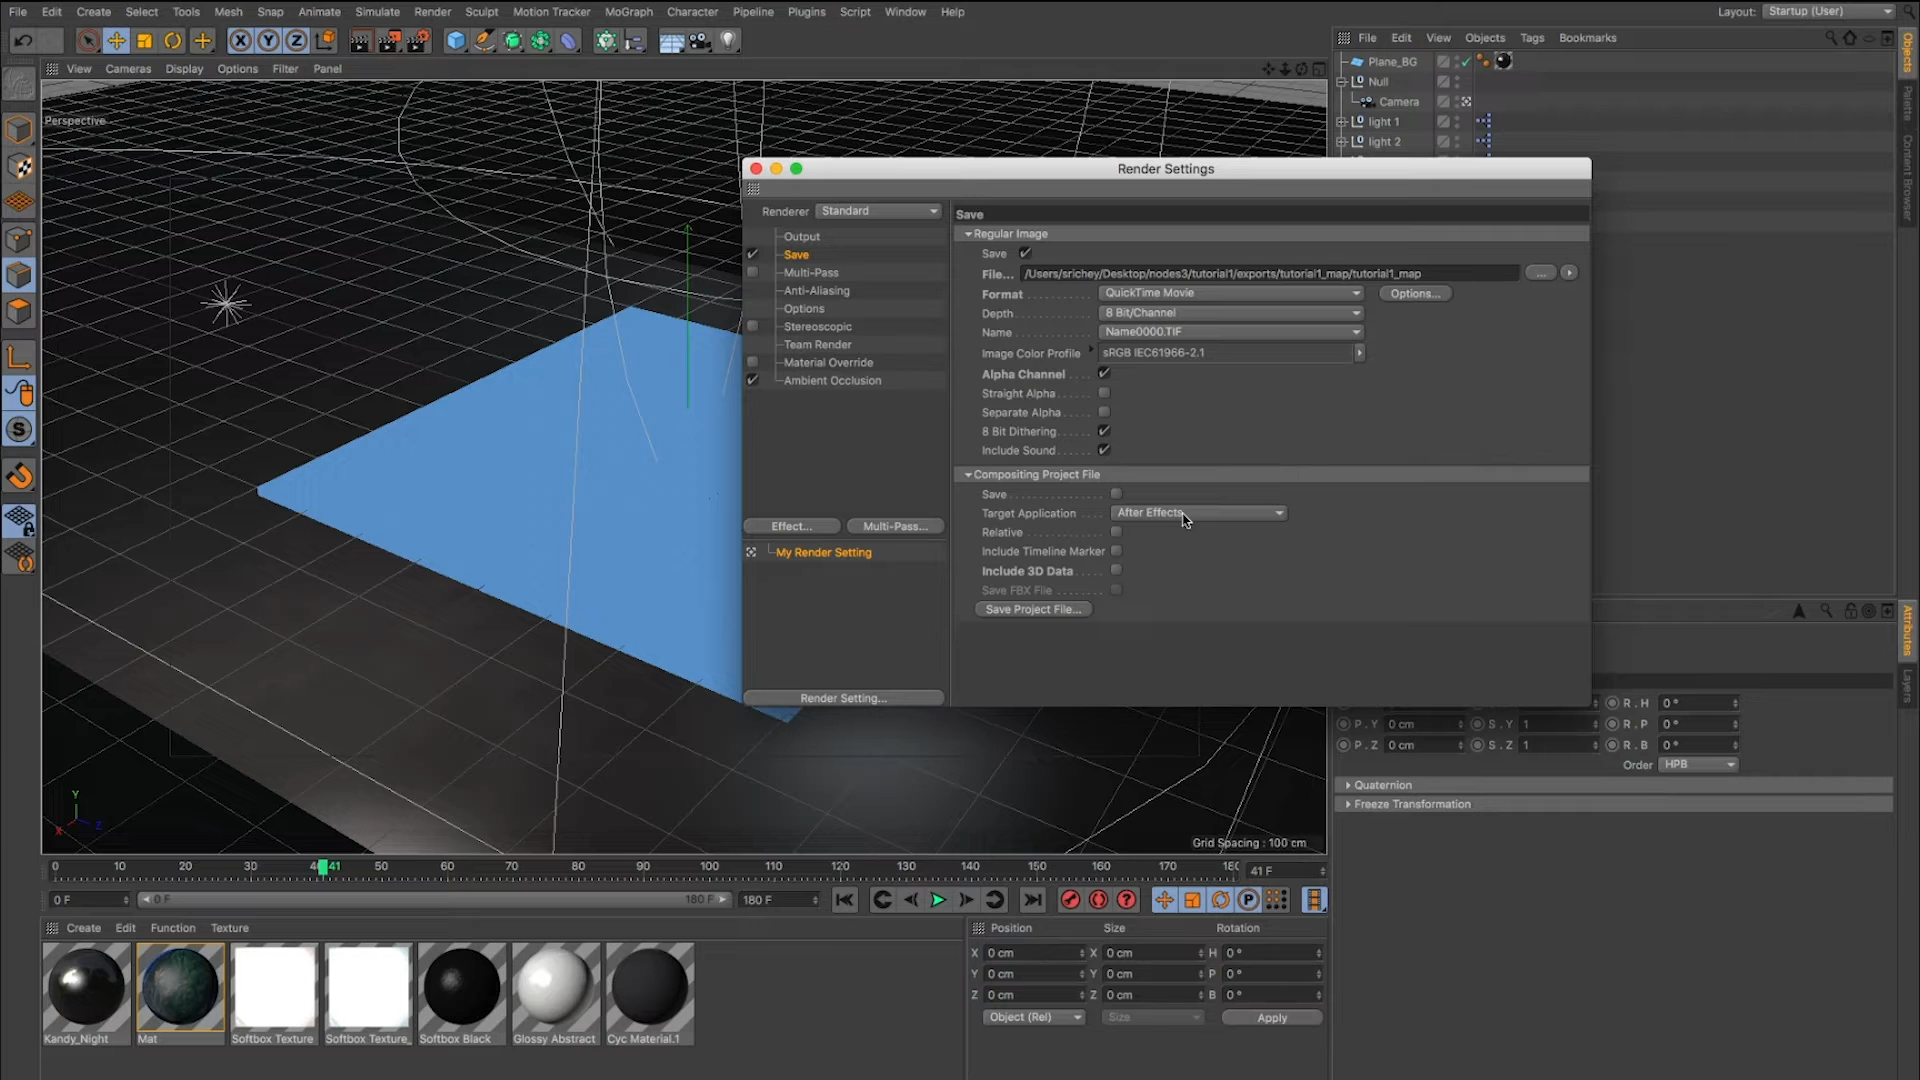 File Edit Create Select Tools Mesh Snap Animate Simulate Render Sculpt Motion Tracker MoGraph Character Pipeline Plugins Script Window Help Layout: Startup (User)
File Edit View Objects Tags Bookmarks
View Cameras Display Options Filter Panel
Perspective
Plane_BG
Null
Camera
light 1
light 2
Objects
Palette
Content Browser
Render Settings
Renderer Standard
Output
Save
Multi-Pass
Anti-Aliasing
Options
Stereoscopic
Team Render
Material Override
Ambient Occlusion
Effect... Multi-Pass...
My Render Setting
Render Setting...
Save
Regular Image
Save
File... /Users/srichey/Desktop/nodes3/tutorial1/exports/tutorial1_map/tutorial1_map ...
Format QuickTime Movie Options...
Depth 8 Bit/Channel
Name Name0000.TIF
Image Color Profile sRGB IEC61966-2.1
Alpha Channel
Straight Alpha
Separate Alpha
8 Bit Dithering
Include Sound
Compositing Project File
Save
Target Application After Effects
Relative
Include Timeline Marker
Include 3D Data
Save FBX File
Save Project File...
Attributes
Layers
R . H 0 °
P . Y 0 cm S . Y 1 R . P 0 °
P . Z 0 cm S . Z 1 R . B 0 °
Order HPB
Quaternion
Freeze Transformation
Y
X Z
Grid Spacing : 100 cm
0 10 20 30 41 50 60 70 80 90 100 110 120 130 140 150 160 170 41 F
0 F 0 F 180 F 180 F
Create Edit Function Texture
Kandy_Night Mat Softbox Texture Softbox Texture_ Softbox Black Glossy Abstract Cyc Material.1
Position Size Rotation
X 0 cm X 0 cm H 0 °
Y 0 cm Y 0 cm P 0 °
Z 0 cm Z 0 cm B 0 °
Object (Rel) Size Apply